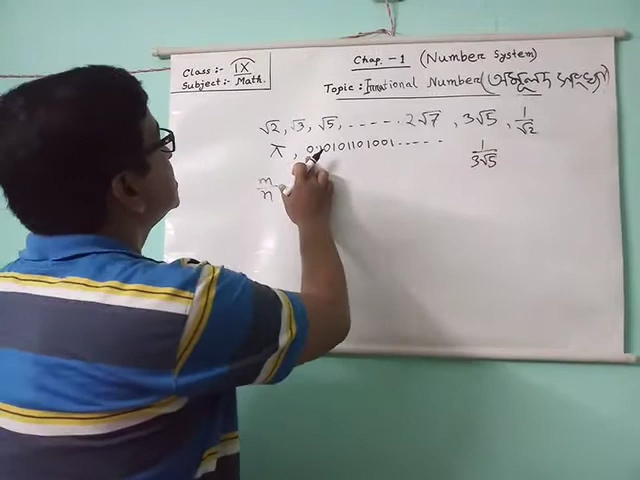 Class :- IX
Subject :- Math.
Chap. - 1 (Number System)
Topic : Irrational Number (অমূলদ সংখ্যা)
√2, √3, √5, ...... 2√7, 3√5, 1/√2
π, 0.10101101001......
1/3√5
m/n